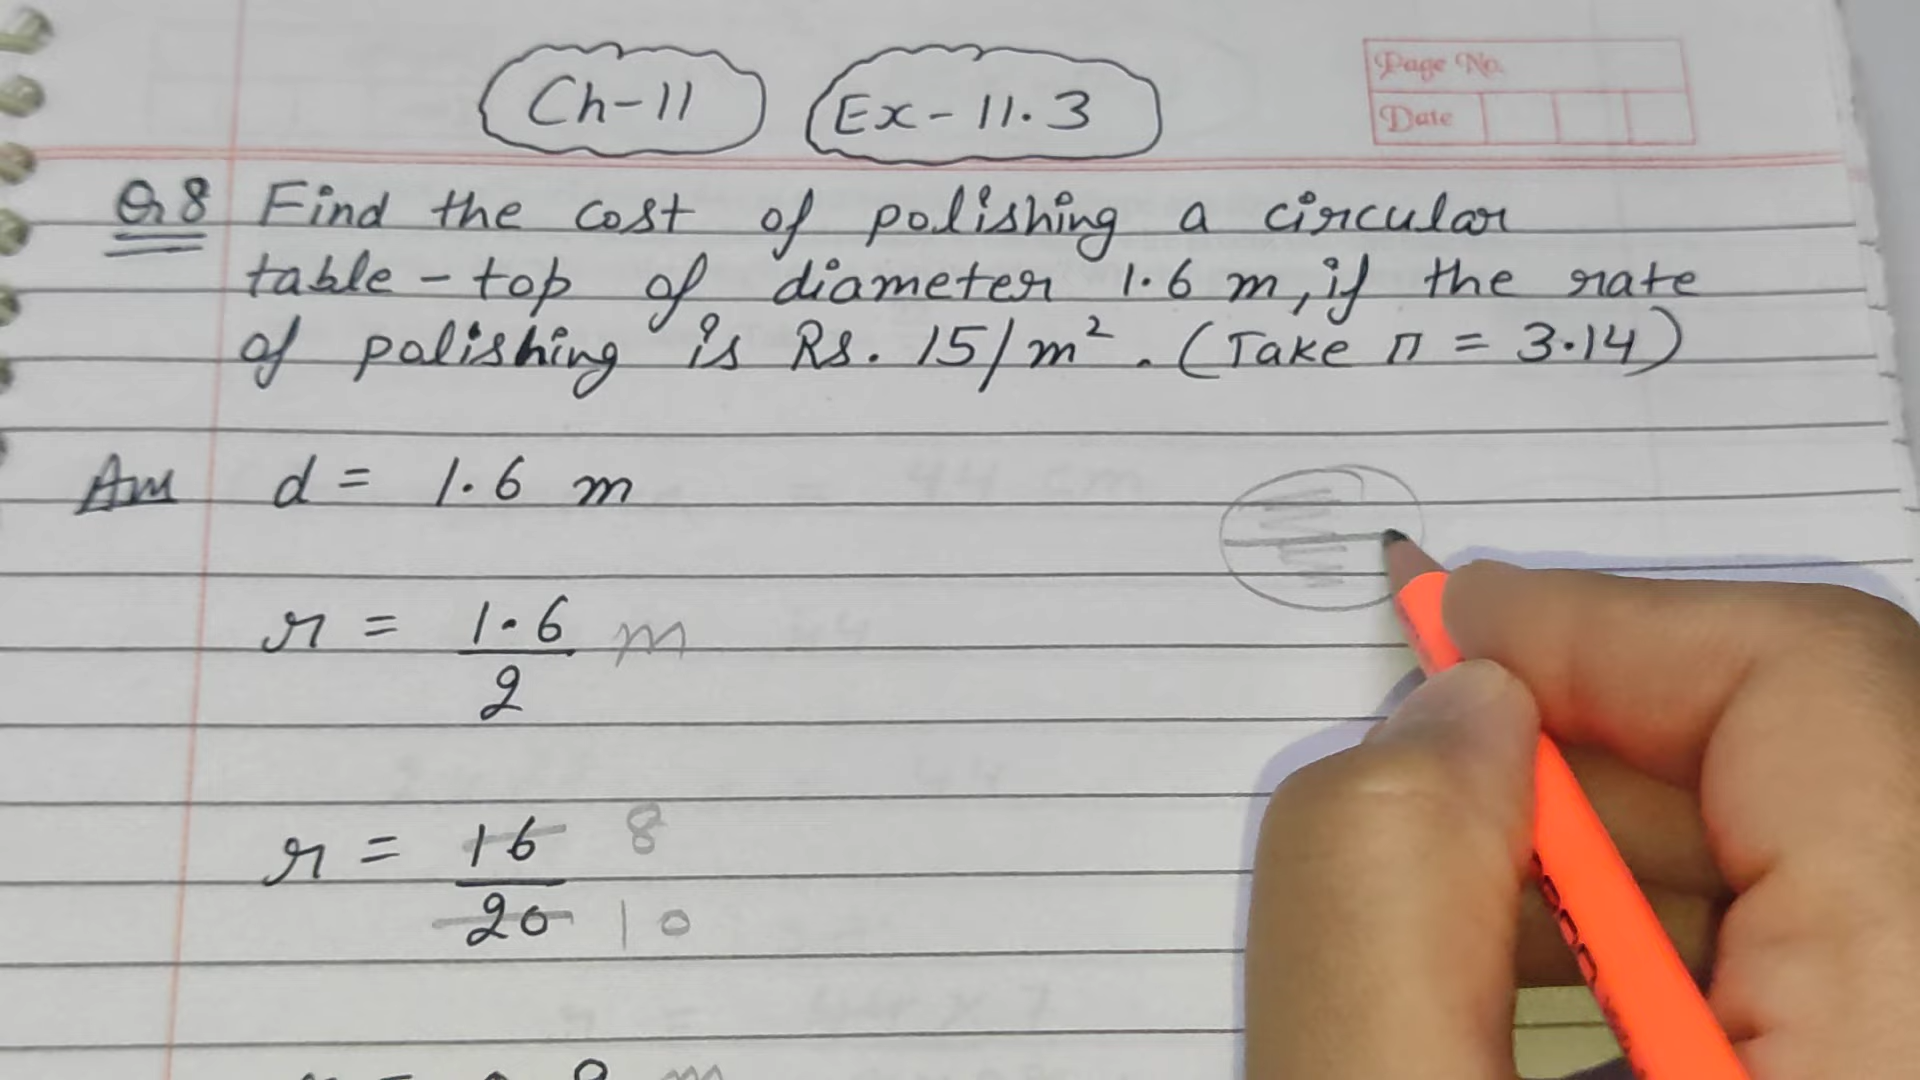 Ch-11 Ex-11.3
Page No.
Date
Q8 Find the cost of polishing a circular
table-top of diameter 1.6 m, if the rate
of polishing is Rs. 15/m². (Take π = 3.14)
Ans d = 1.6 m
r = 1.6 m
2
r = 16 8
20 10